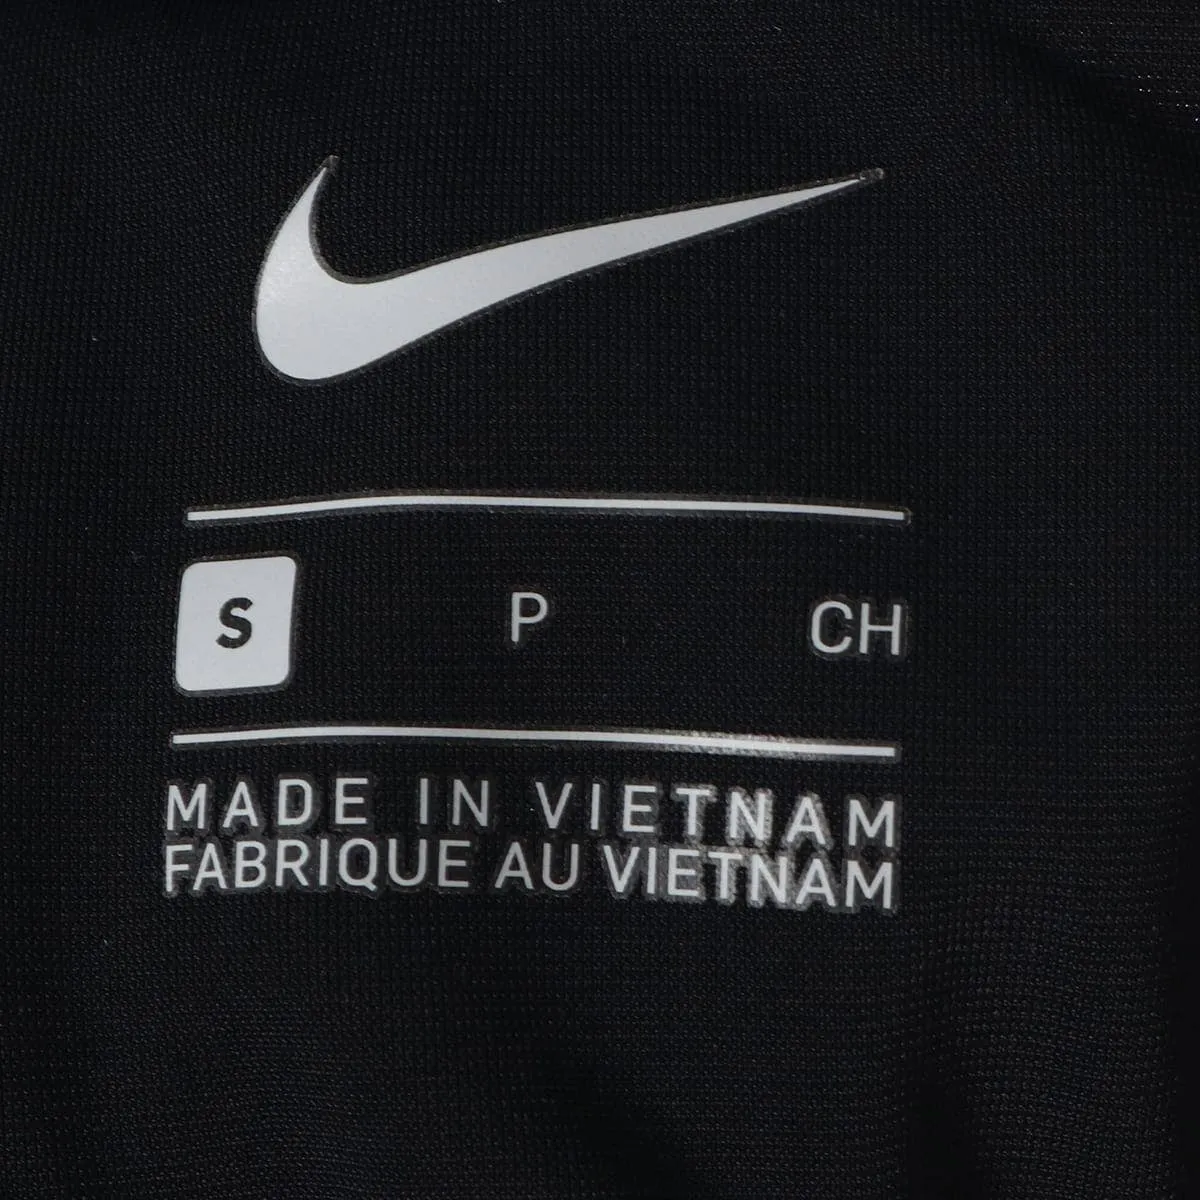 S P CH
MADE IN VIETNAM
FABRIQUE AU VIETNAM